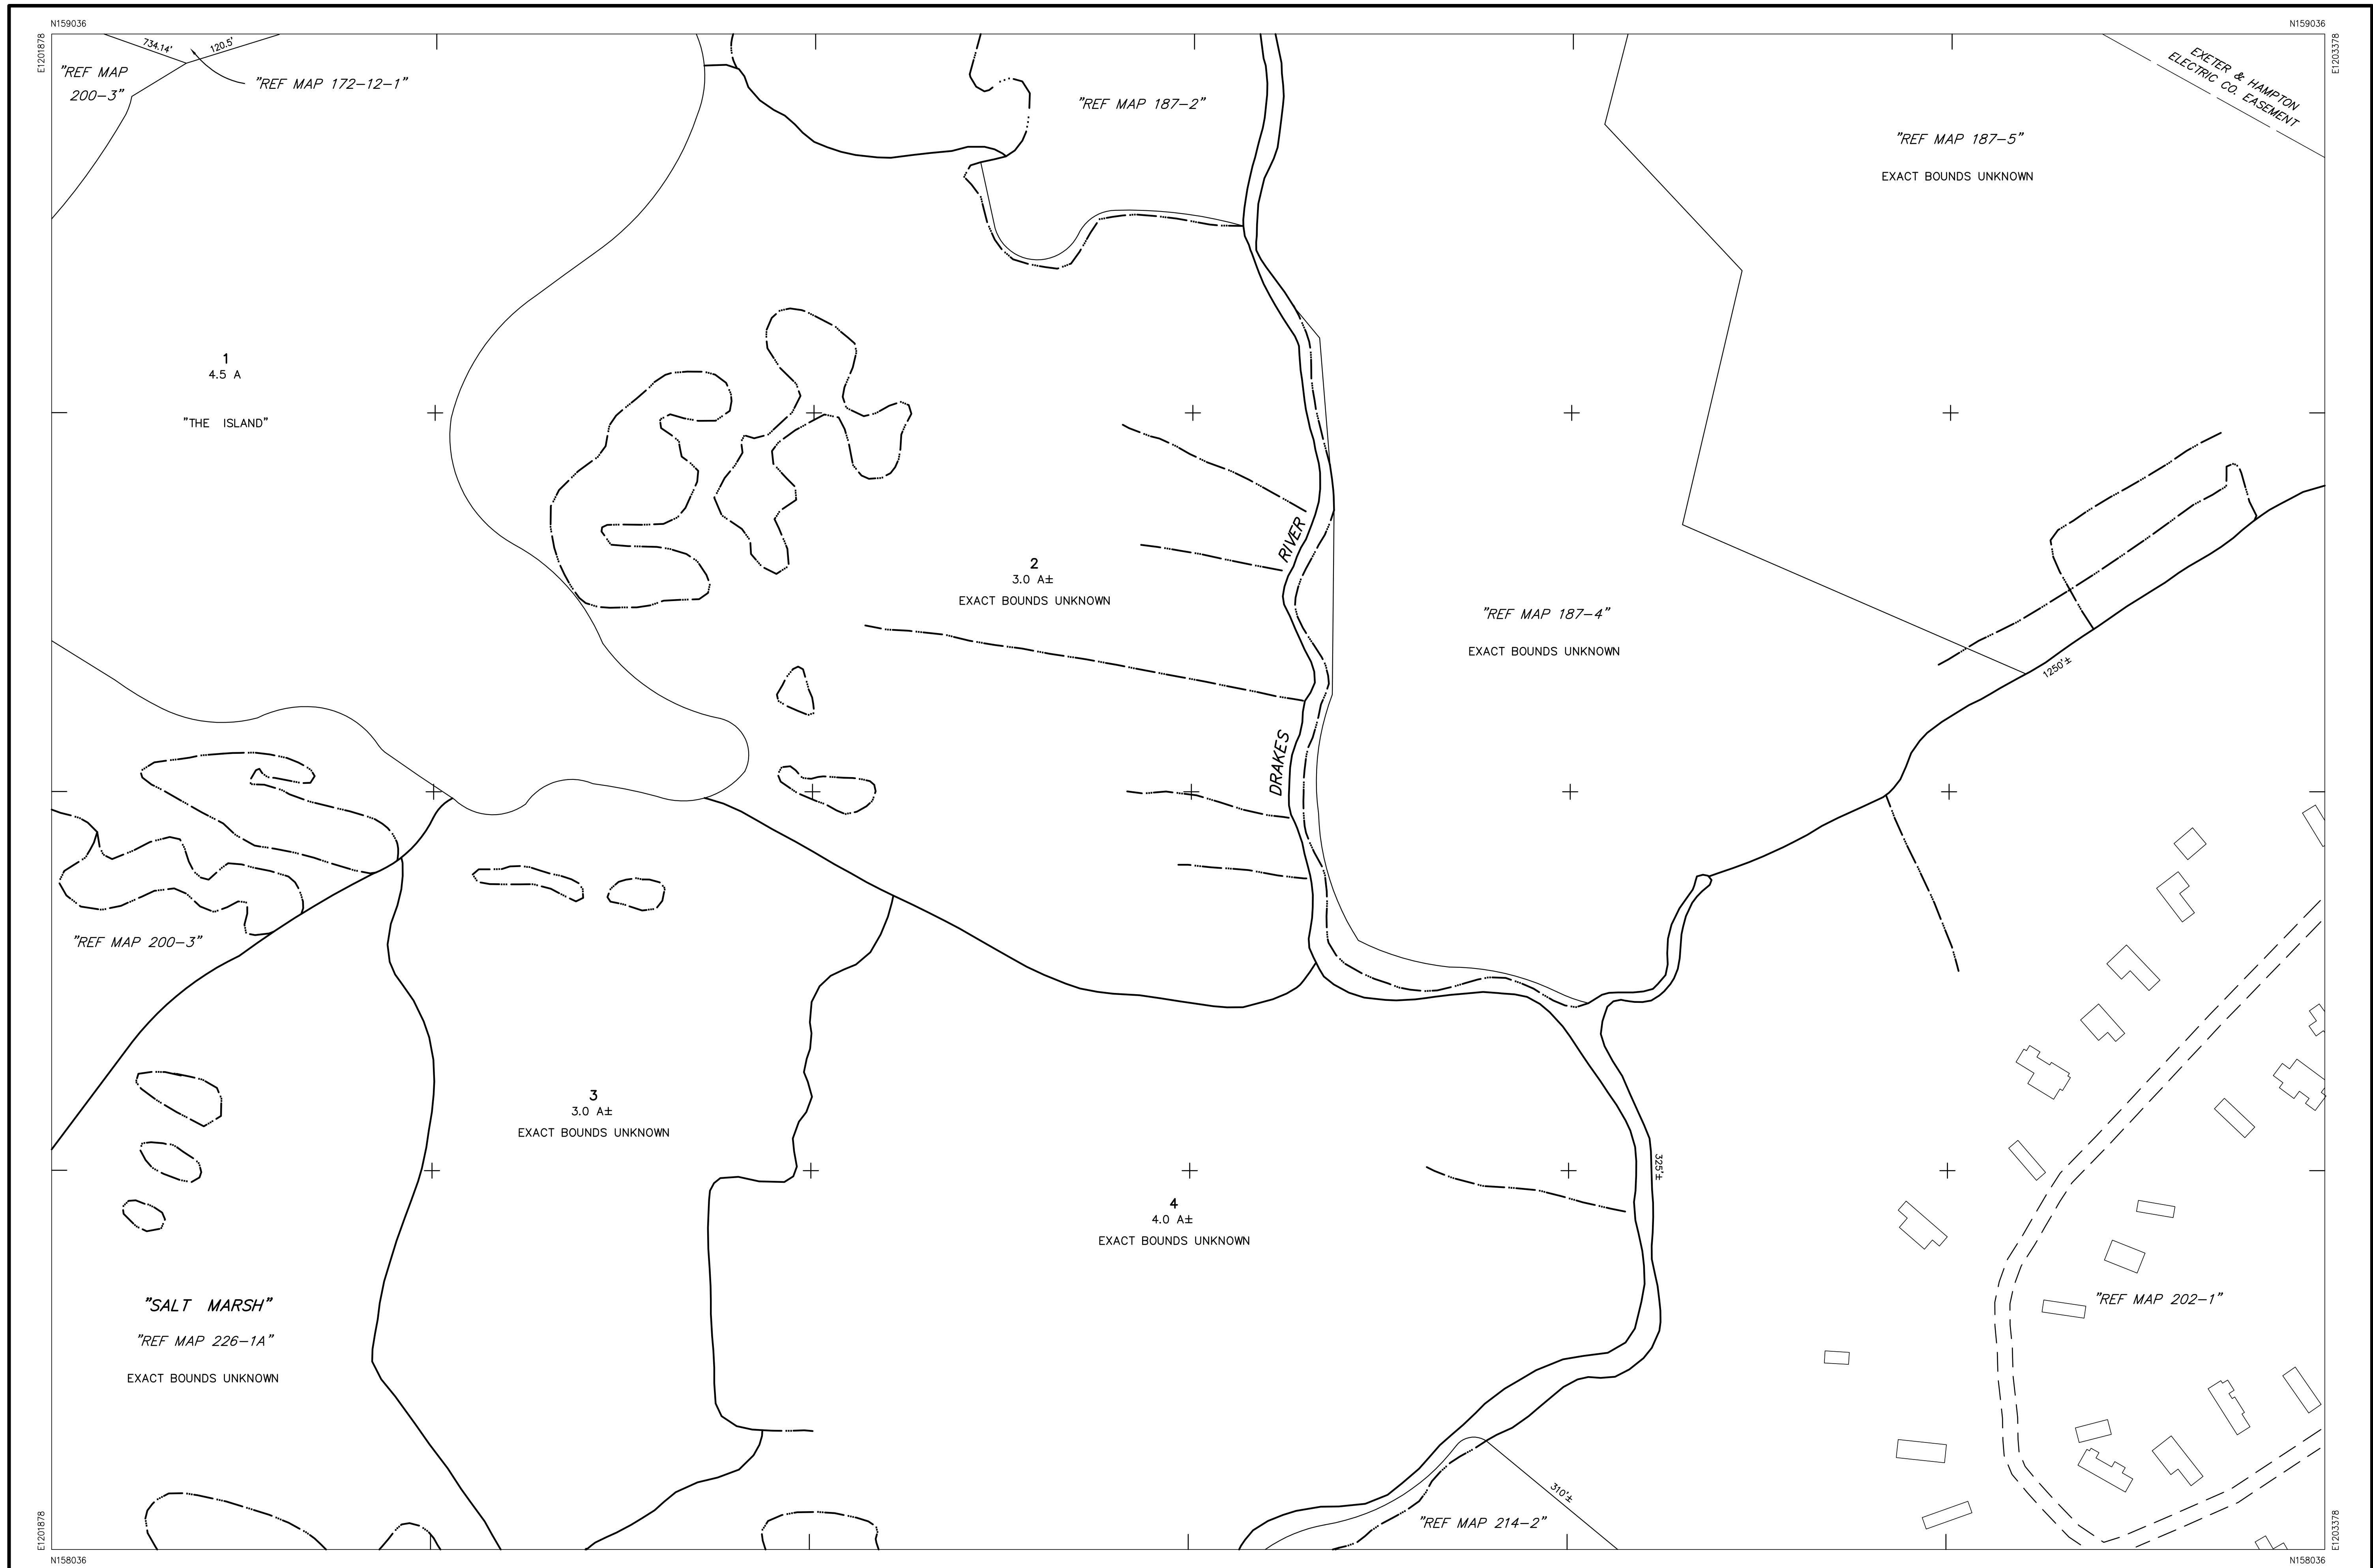 N159036
N159036
E1201878
E1203378
734.14'
120.5'
"REF MAP
200-3"
"REF MAP 172-12-1"
"REF MAP 187-2"
EXETER & HAMPTON
ELECTRIC CO. EASEMENT
"REF MAP 187-5"
EXACT BOUNDS UNKNOWN
1
4.5 A
"THE ISLAND"
RIVER
2
3.0 A±
EXACT BOUNDS UNKNOWN
"REF MAP 187-4"
EXACT BOUNDS UNKNOWN
1250'±
DRAKES
"REF MAP 200-3"
3
3.0 A±
EXACT BOUNDS UNKNOWN
325'±
4
4.0 A±
EXACT BOUNDS UNKNOWN
"SALT MARSH"
"REF MAP 226-1A"
EXACT BOUNDS UNKNOWN
"REF MAP 202-1"
310'±
"REF MAP 214-2"
E1201878
E1203378
N158036
N158036